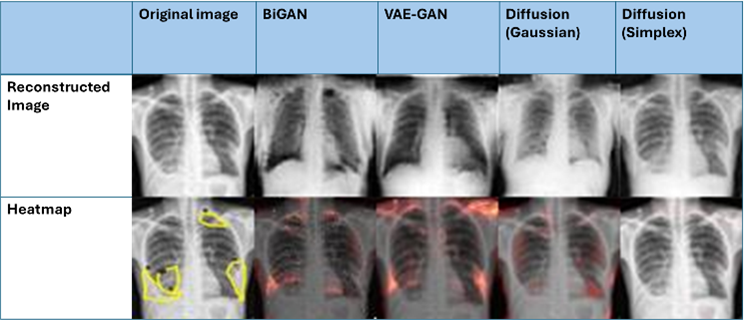 Original image
BiGAN
VAE-GAN
Diffusion
(Gaussian)
Diffusion
(Simplex)
Reconstructed
Image
Heatmap